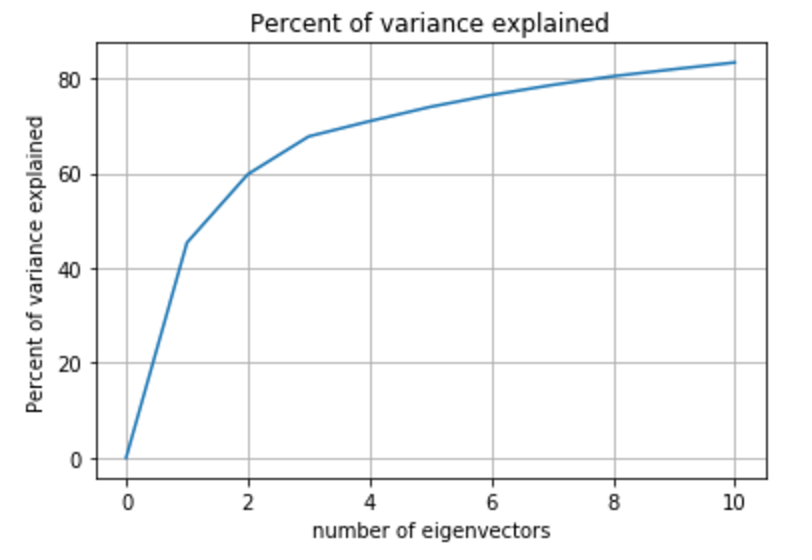 Percent of variance explained
Percent of variance explained
80
60
40
20
0
0 2 4 6 8 10
number of eigenvectors